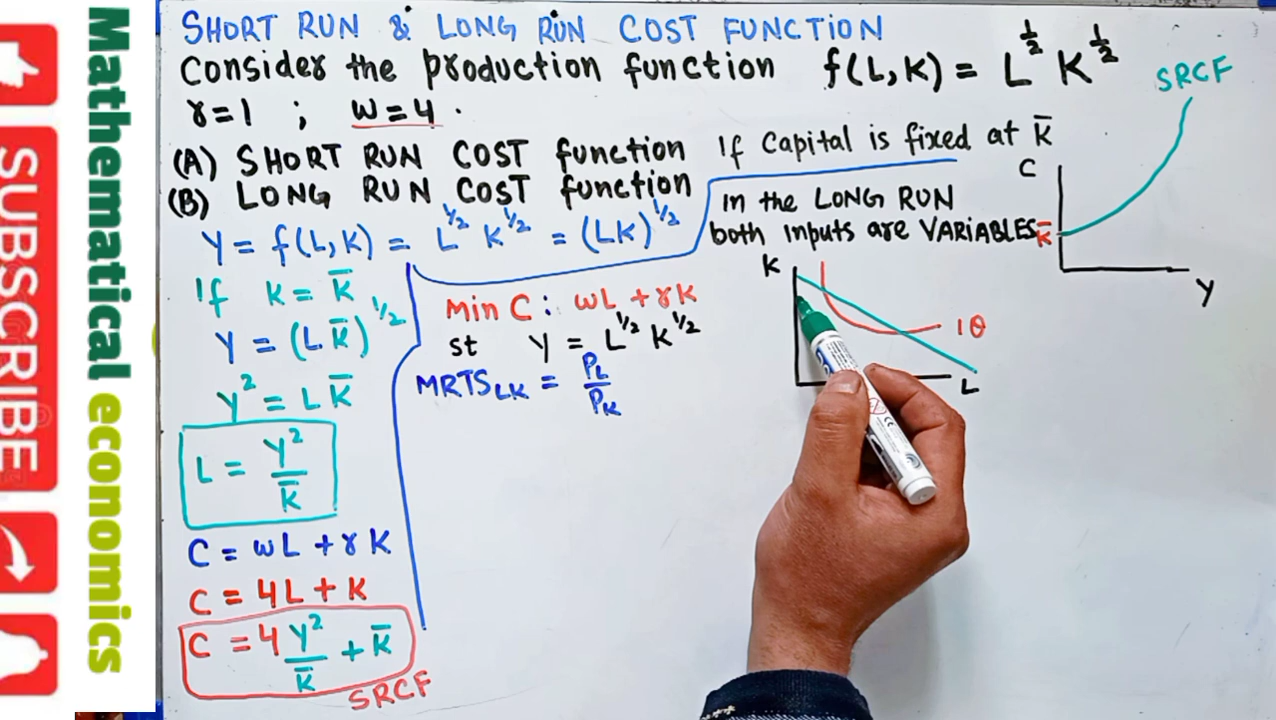 SUBSCRIBE
Mathematical economics
SHORT RUN & LONG RUN COST FUNCTION
Consider the production function f(L,K) = L^½ K^½
r=1 ; w=4.
(A) SHORT RUN COST function If Capital is fixed at K̄
(B) LONG RUN COST function
In the LONG RUN
both inputs are VARIABLES
Y = f(L,K) = L^½ K^½ = (LK)^½
If K = K̄
Y = (L K̄)^½
Y² = L K̄
L = Y²/K̄
C = wL + rK
C = 4L + K
C = 4 Y²/K̄ + K̄
SRCF
Min C: wL + rK
st Y = L^½ K^½
MRTS_LK = P_L/P_K
K
IQ
L
SRCF
C
K̄
Y